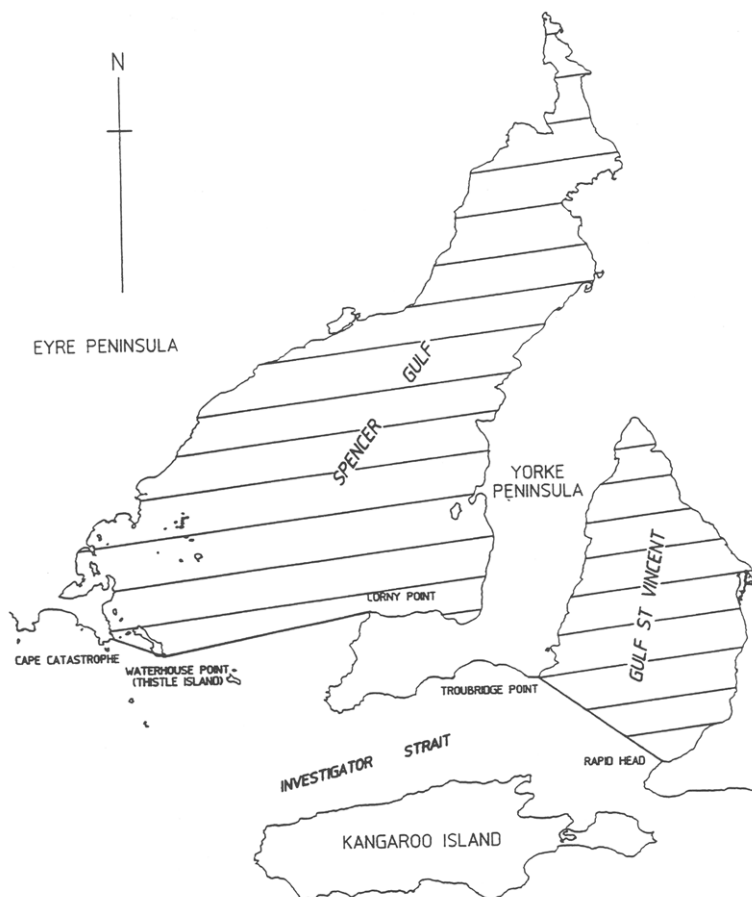 N
EYRE PENINSULA
GULF
SPENCER
YORKE
PENINSULA
GULF ST VINCENT
CORNY POINT
CAPE CATASTROPHE
WATERHOUSE POINT
(THISTLE ISLAND)
TROUBRIDGE POINT
INVESTIGATOR STRAIT
RAPID HEAD
KANGAROO ISLAND